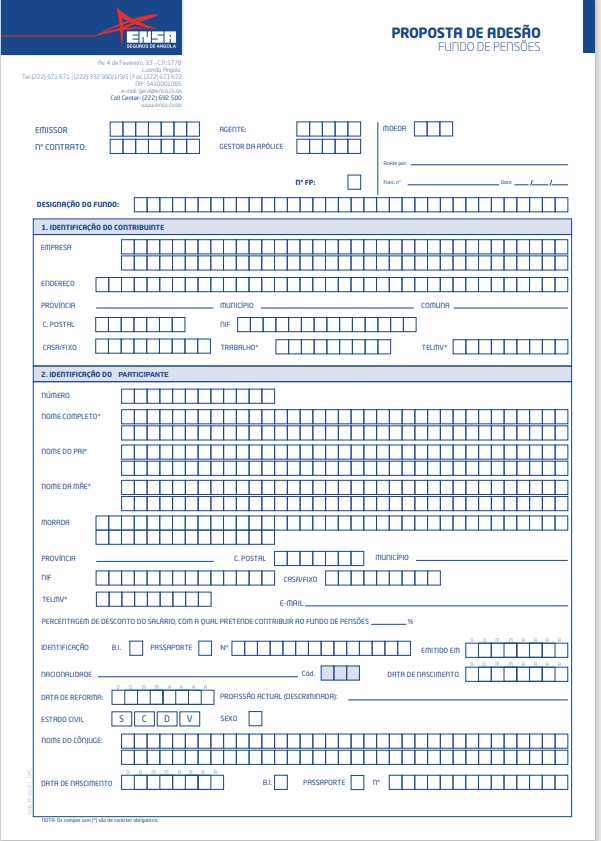 ENSA
SEGUROS DE ANGOLA
PROPOSTA DE ADESÃO
FUNDO DE PENSÕES
Av. 4 de Fevereiro, 93 - C.P. 5778
Luanda, Angola
Tel.:(222) 671 671 | (222) 332 990/1/3/5 | Fax: (222) 671 672
NIF: 5410001095
e-mail: geral@ensa.co.ao
Call Center: (222) 692 500
www.ensa.co.ao
EMISSOR AGENTE: MOEDA
Nº CONTRATO: GESTOR DA APÓLICE
Aceite por:
Nº FP: Func. nº Data / /
DESIGNAÇÃO DO FUNDO:
1. IDENTIFICAÇÃO DO CONTRIBUINTE
EMPRESA
ENDEREÇO
PROVÍNCIA MUNICÍPIO COMUNA
C. POSTAL NIF
CASA/FIXO TRABALHO* TELMV*
2. IDENTIFICAÇÃO DO PARTICIPANTE
NÚMERO
NOME COMPLETO*
NOME DO PAI*
NOME DA MÃE*
MORADA
PROVÍNCIA C. POSTAL MUNICÍPIO
NIF CASA/FIXO
TELMV* E-MAIL
PERCENTAGEM DE DESCONTO DO SALÁRIO, COM A QUAL PRETENDE CONTRIBUIR AO FUNDO DE PENSÕES %
D D M M A A A A
IDENTIFICAÇÃO B.I. PASSAPORTE Nº EMITIDO EM
D D M M A A A A
NACIONALIDADE Cód. DATA DE NASCIMENTO
D D M M A A A A
DATA DE REFORMA: PROFISSÃO ACTUAL (DESCRIMINADA):
ESTADO CIVIL S C D V SEXO
NOME DO CÔNJUGE:
D D M M A A A A
DATA DE NASCIMENTO B.I. PASSAPORTE Nº
NOTA: Os campos com (*) são de carácter obrigatório.